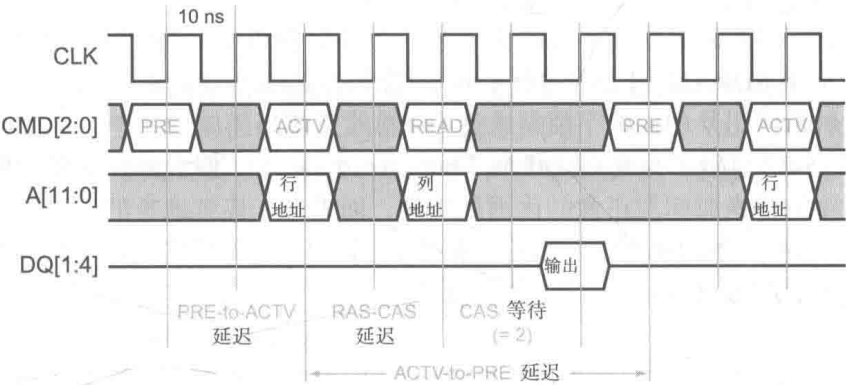 10 ns
CLK
CMD[2:0] PRE ACTV READ PRE ACTV
A[11:0] 行 地址 列 地址 行 地址
DQ[1:4] 输出
PRE-to-ACTV RAS-CAS CAS 等待
延迟 延迟 (= 2)
ACTV-to-PRE 延迟